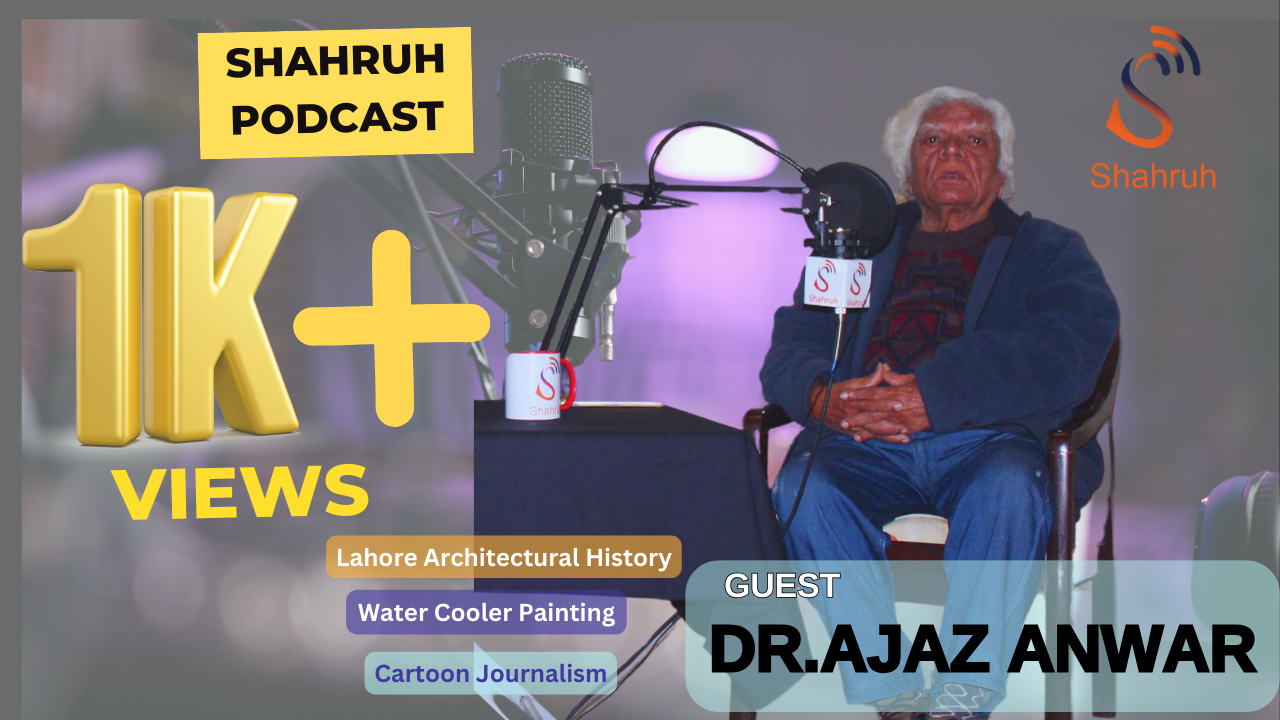 SHAHRUH
PODCAST
1K+
VIEWS
Shahruh
Shahruh
Shahruh
Shahruh
Lahore Architectural History
Water Cooler Painting
Cartoon Journalism
GUEST
DR.AJAZ ANWAR